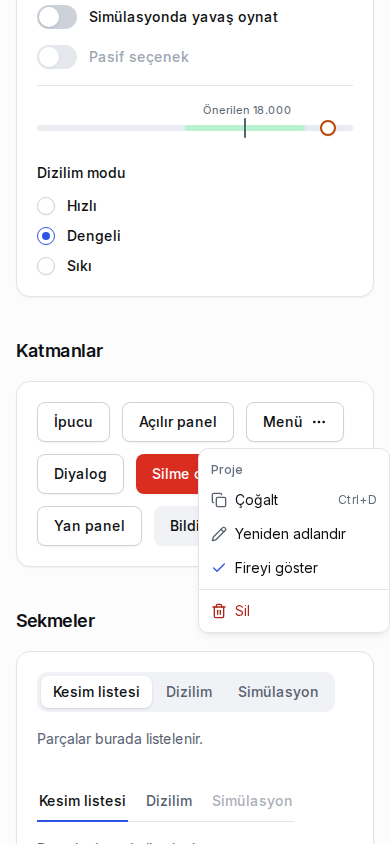 Simülasyonda yavaş oynat
Pasif seçenek
Önerilen 18.000
Dizilim modu
Hızlı
Dengeli
Sıkı
Katmanlar
İpucu
Açılır panel
Menü ···
Diyalog
Silme
Yan panel
Proje
Çoğalt Ctrl+D
Yeniden adlandır
Fireyi göster
Sil
Sekmeler
Kesim listesi Dizilim Simülasyon
Parçalar burada listelenir.
Kesim listesi Dizilim Simülasyon